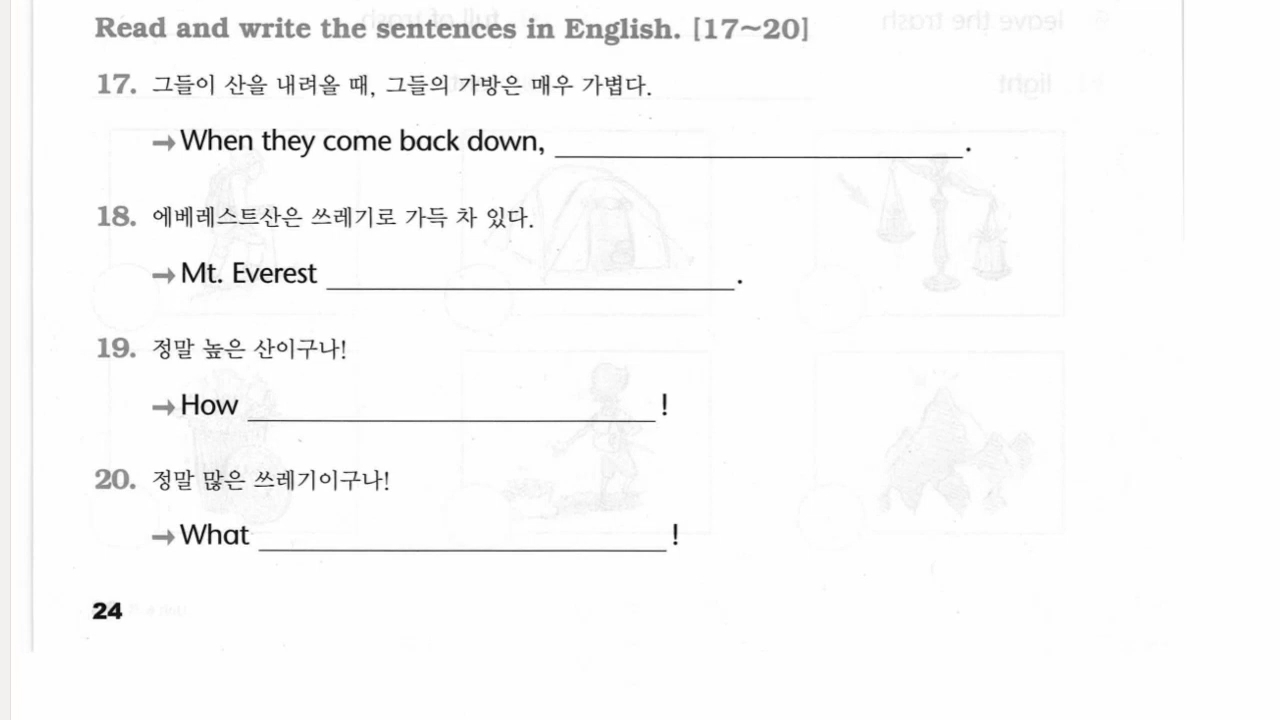 Read and write the sentences in English. [17~20]
17. 그들이 산을 내려올 때, 그들의 가방은 매우 가볍다.
→ When they come back down, ____________________.
18. 에베레스트산은 쓰레기로 가득 차 있다.
→ Mt. Everest ____________________.
19. 정말 높은 산이구나!
→ How ____________________!
20. 정말 많은 쓰레기이구나!
→ What ____________________!
24